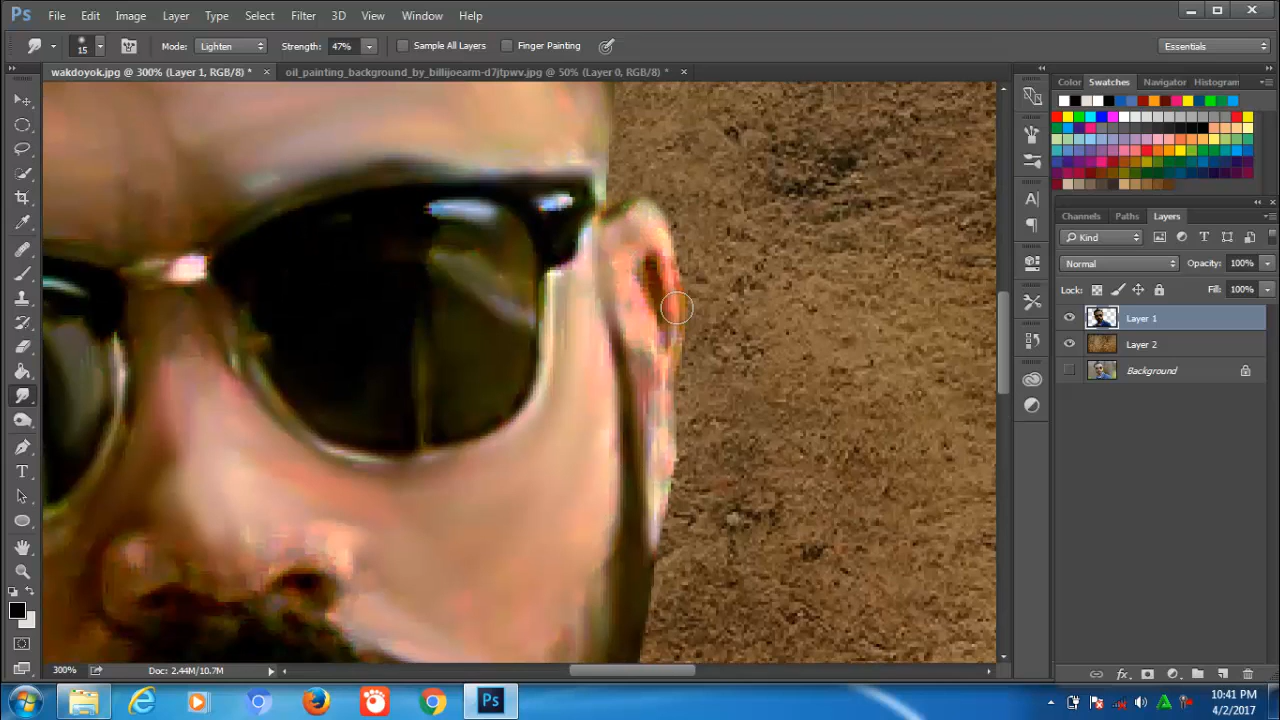 Ps File Edit Image Layer Type Select Filter 3D View Window Help
15 Mode: Lighten Strength: 47% Sample All Layers Finger Painting Essentials
wakdoyok.jpg @ 300% (Layer 1, RGB/8) * × oil_painting_background_by_billijoearm-d7jtpwv.jpg @ 50% (Layer 0, RGB/8) * ×
Color Swatches Navigator Histogram
Channels Paths Layers
Kind
Normal Opacity: 100%
Lock: Fill: 100%
Layer 1
Layer 2
Background
300% Doc: 2.44M/10.7M
Ps
10:41 PM
4/2/2017